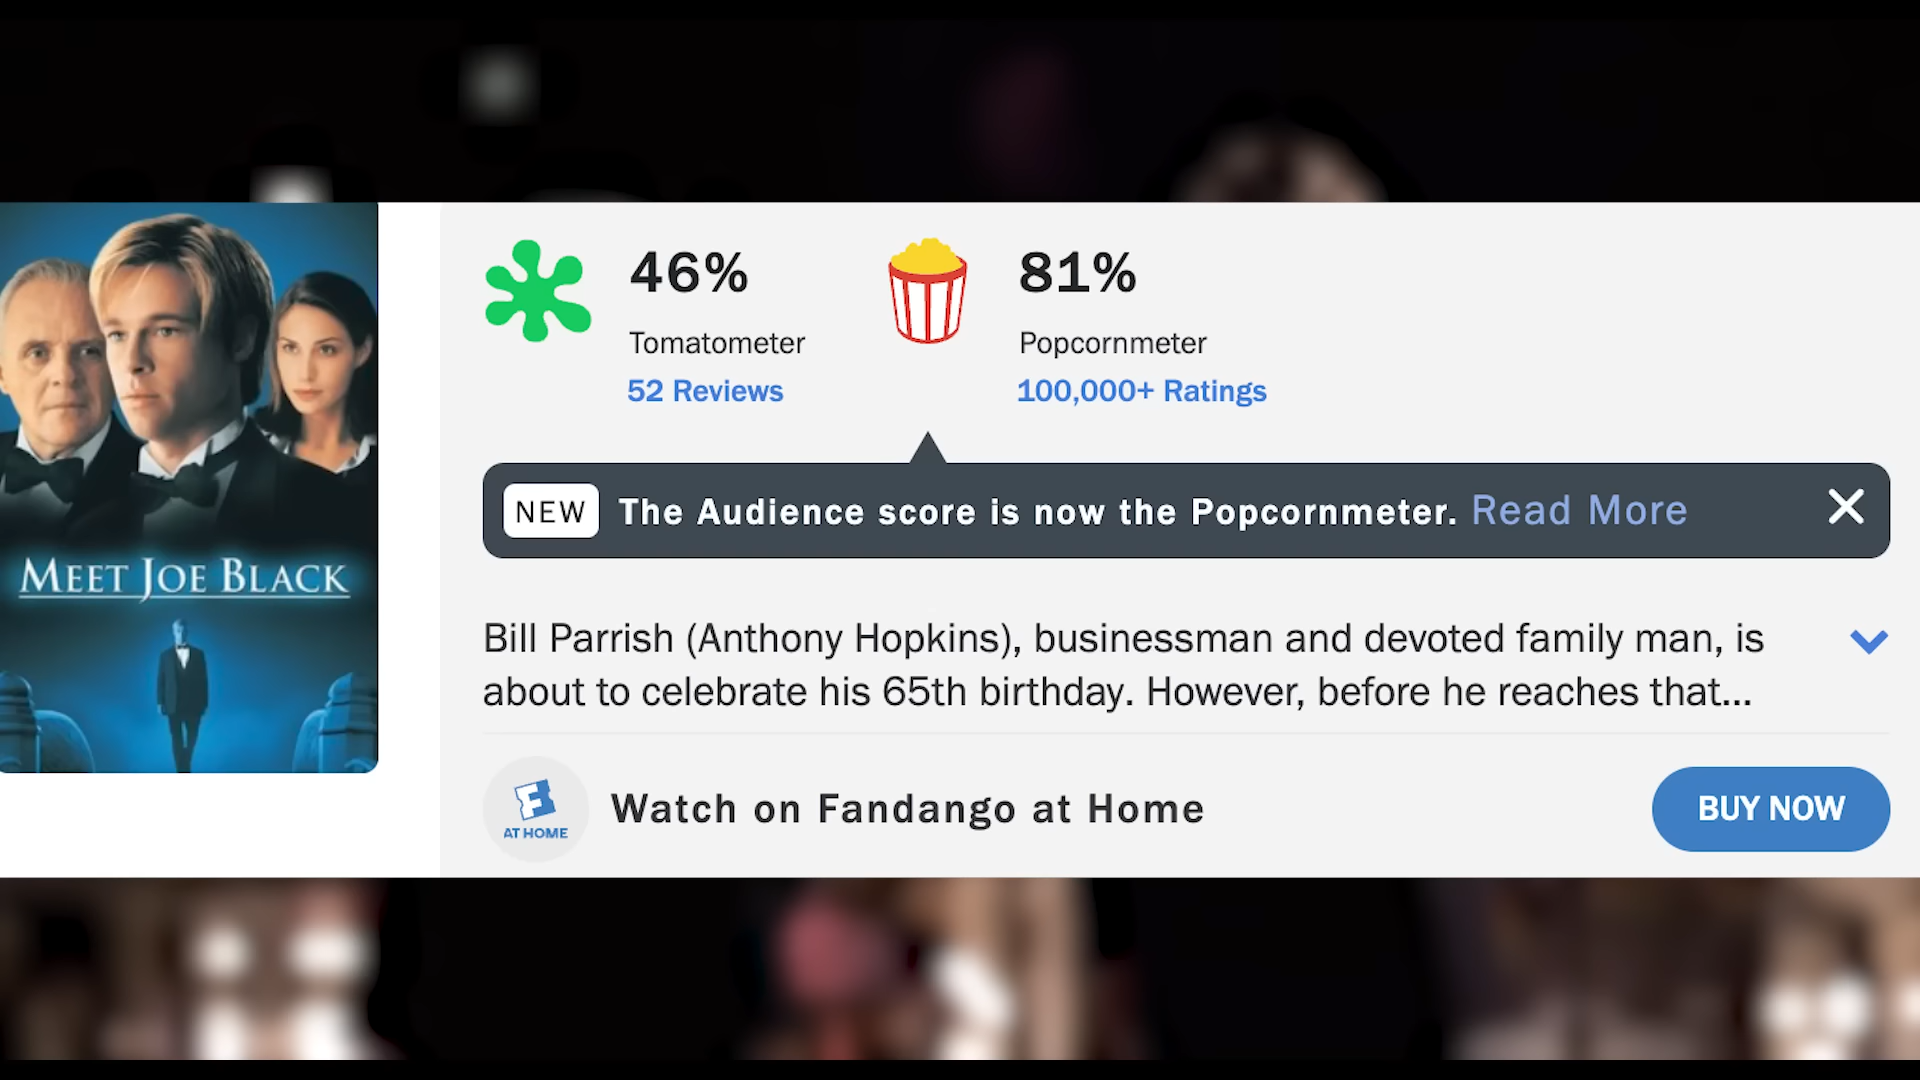 MEET JOE BLACK
46%
Tomatometer
52 Reviews
81%
Popcornmeter
100,000+ Ratings
NEW The Audience score is now the Popcornmeter. Read More
Bill Parrish (Anthony Hopkins), businessman and devoted family man, is
about to celebrate his 65th birthday. However, before he reaches that...
F
AT HOME
Watch on Fandango at Home
BUY NOW